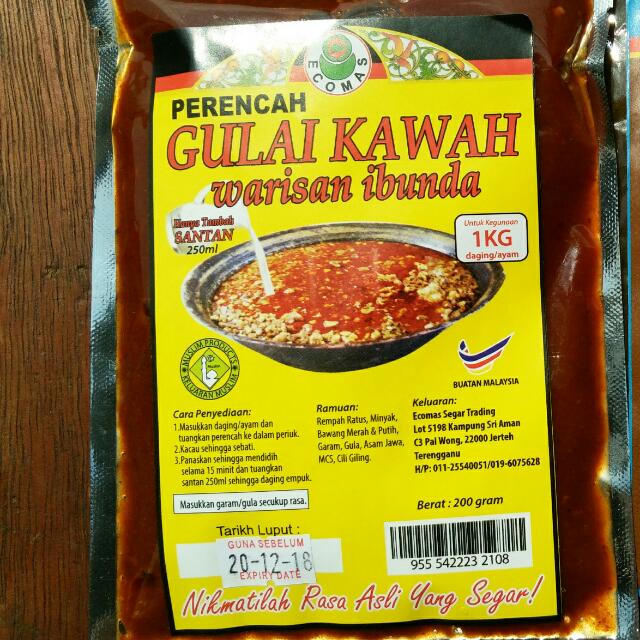 ECOMAS
PERENCAH
GULAI KAWAH
warisan ibunda
Hanya Tambah
SANTAN
250ml
Untuk Kegunaan
1KG
daging/ayam
MUSLIM PRODUCTS
KELUARAN MUSLIM
BUATAN MALAYSIA
Cara Penyediaan:
1.Masukkan daging/ayam dan
tuangkan perencah ke dalam periuk.
2.Kacau sehingga sebati.
3.Panaskan sehingga mendidih
selama 15 minit dan tuangkan
santan 250ml sehingga daging empuk.
Masukkan garam/gula secukup rasa.
Ramuan:
Rempah Ratus, Minyak,
Bawang Merah & Putih,
Garam, Gula, Asam Jawa,
MCS, Cili Giling.
Keluaran:
Ecomas Segar Trading
Lot 5198 Kampung Sri Aman
C3 Pai Wong, 22000 Jerteh
Terengganu
H/P: 011-25540051/019-6075628
Berat : 200 gram
Tarikh Luput :
GUNA SEBELUM
20-12-18
EXPIRY DATE
955 542223 2108
Nikmatilah Rasa Asli Yang Segar!